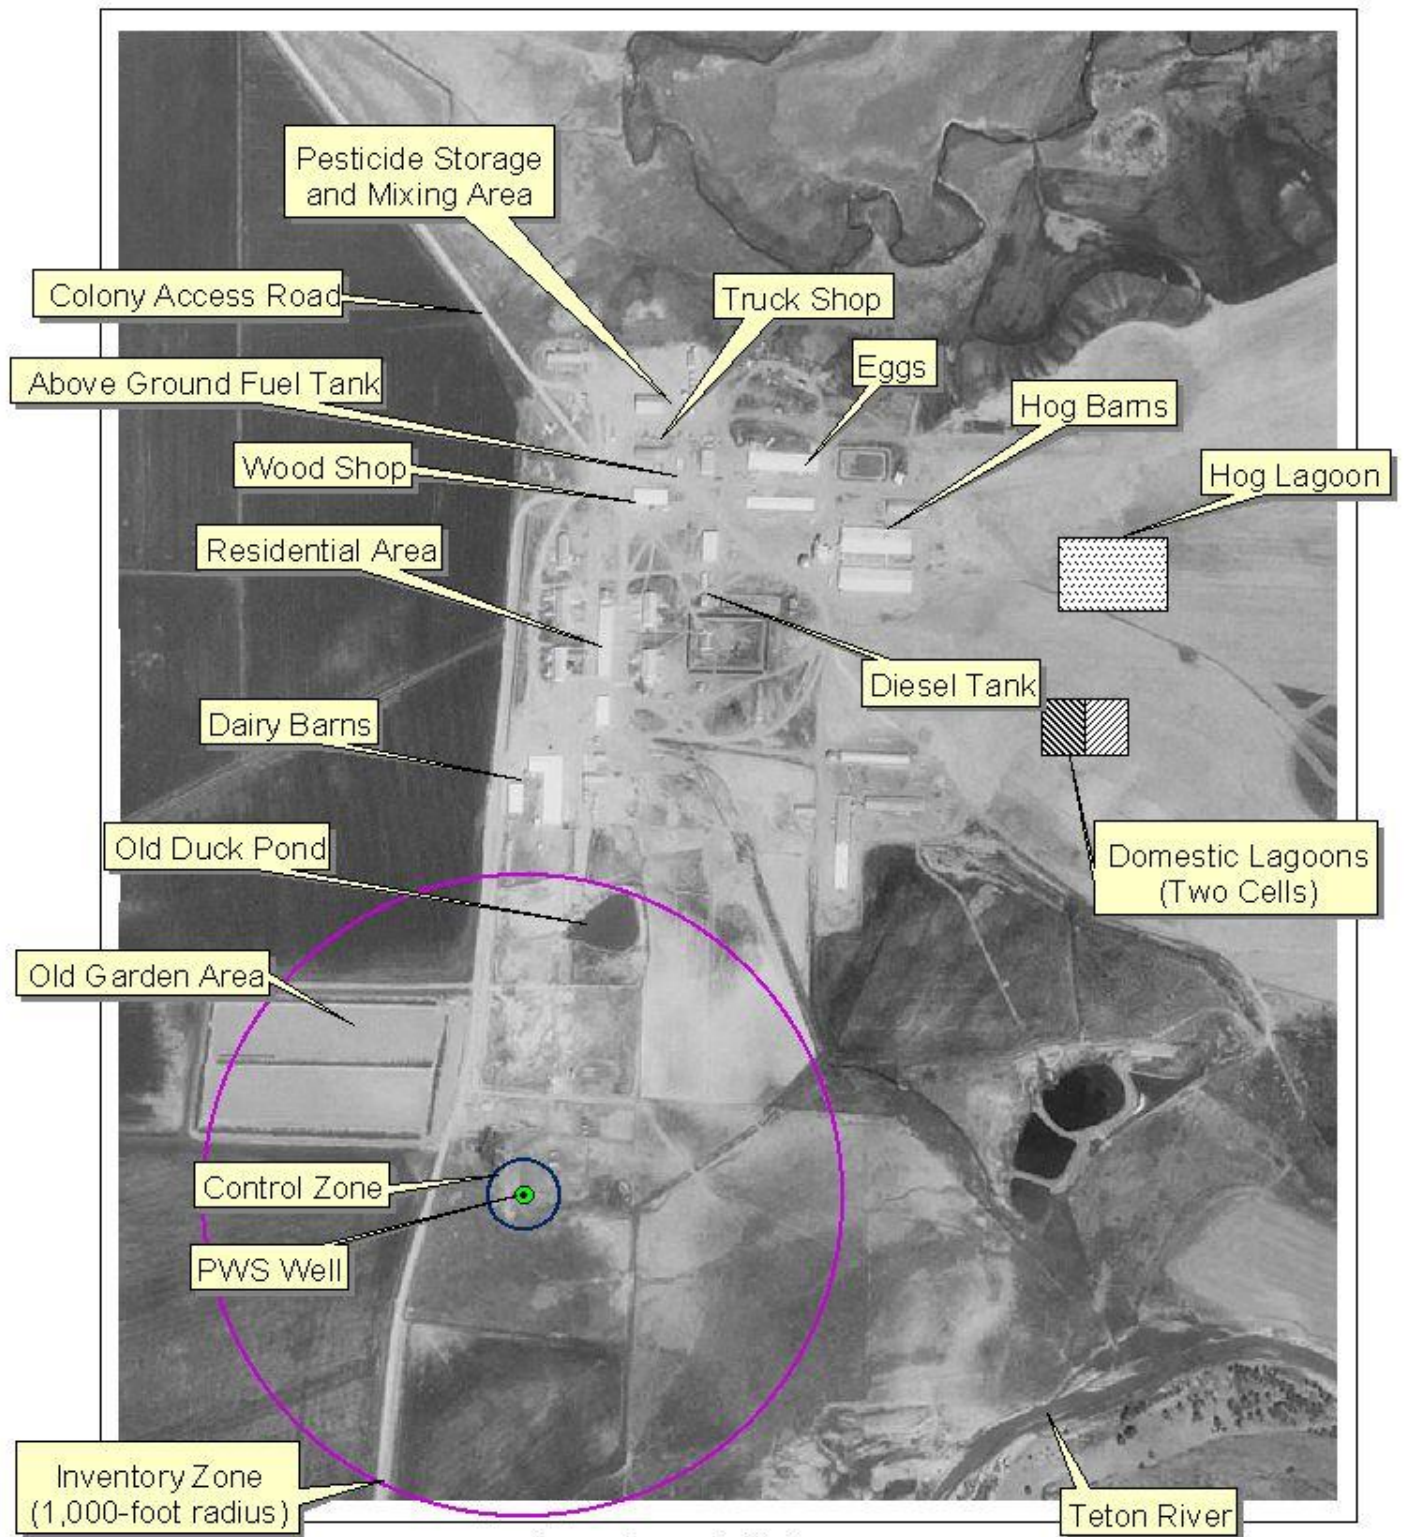 Pesticide Storage
and Mixing Area
Colony Access Road
Truck Shop
Above Ground Fuel Tank
Eggs
Hog Barns
Wood Shop
Hog Lagoon
Residential Area
Diesel Tank
Dairy Barns
Old Duck Pond
Domestic Lagoons
(Two Cells)
Old Garden Area
Control Zone
PWS Well
Inventory Zone
(1,000-foot radius)
Teton River